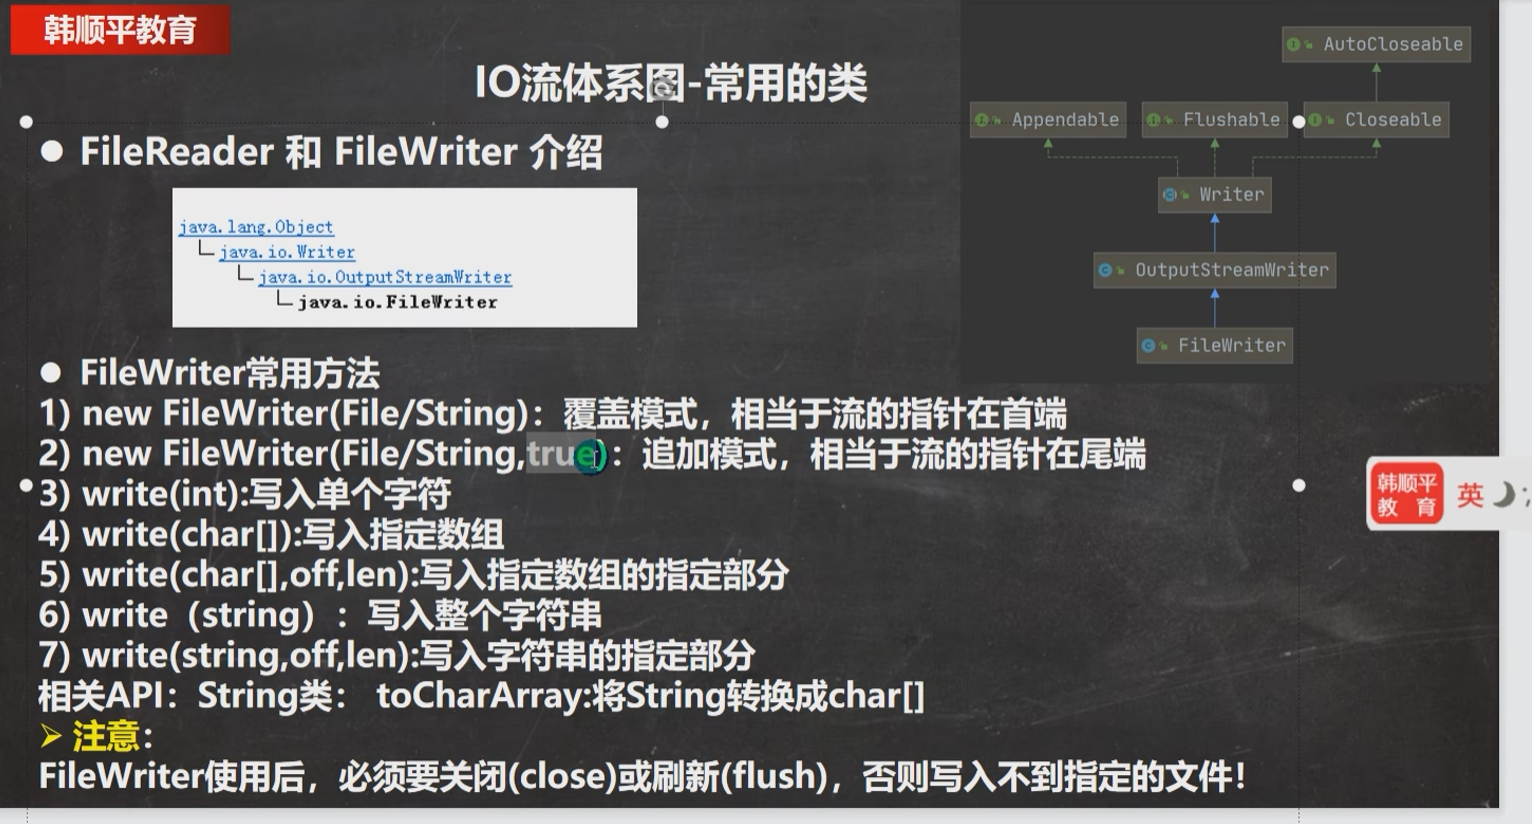 韩顺平教育
IO流体系图-常用的类
AutoCloseable
Appendable
Flushable
Closeable
Writer
OutputStreamWriter
FileWriter
● FileReader 和 FileWriter 介绍
java.lang.Object
java.io.Writer
java.io.OutputStreamWriter
java.io.FileWriter
● FileWriter常用方法
1) new FileWriter(File/String)：覆盖模式，相当于流的指针在首端
2) new FileWriter(File/String,true)：追加模式，相当于流的指针在尾端
3) write(int):写入单个字符
4) write(char[]):写入指定数组
5) write(char[],off,len):写入指定数组的指定部分
6) write（string）：写入整个字符串
7) write(string,off,len):写入字符串的指定部分
相关API：String类： toCharArray:将String转换成char[]
➢ 注意：
FileWriter使用后，必须要关闭(close)或刷新(flush)，否则写入不到指定的文件！
韩顺平
教 育
英